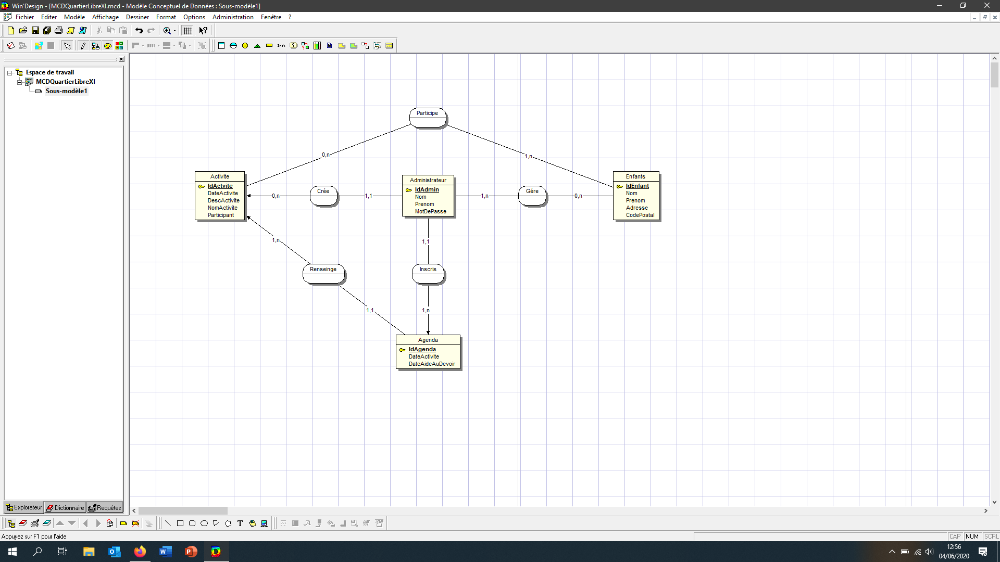 Win'Design - [MCDQuartierLibreXI.mcd - Modèle Conceptuel de Données : Sous-modèle1]
Fichier Editer Modèle Affichage Dessiner Format Options Administration Fenêtre ?
Info
Espace de travail
MCDQuartierLibreXI
Sous-modèle1
Participe
0,n
1,n
Activite
IdActvite
DateActivite
DescActivite
NomActivite
Participant
0,n
Crée
1,1
Administrateur
IdAdmin
Nom
Prenom
MotDePasse
1,n
Gére
0,n
Enfants
IdEnfant
Nom
Prenom
Adresse
CodePostal
1,n
1,1
Renseinge
Inscris
1,1
1,n
Agenda
IdAgenda
DateActivite
DateAideAuDevoir
Explorateur Dictionnaire Requêtes
Appuyez sur F1 pour l'aide
CAP NUM SCRL
12:56
04/06/2020